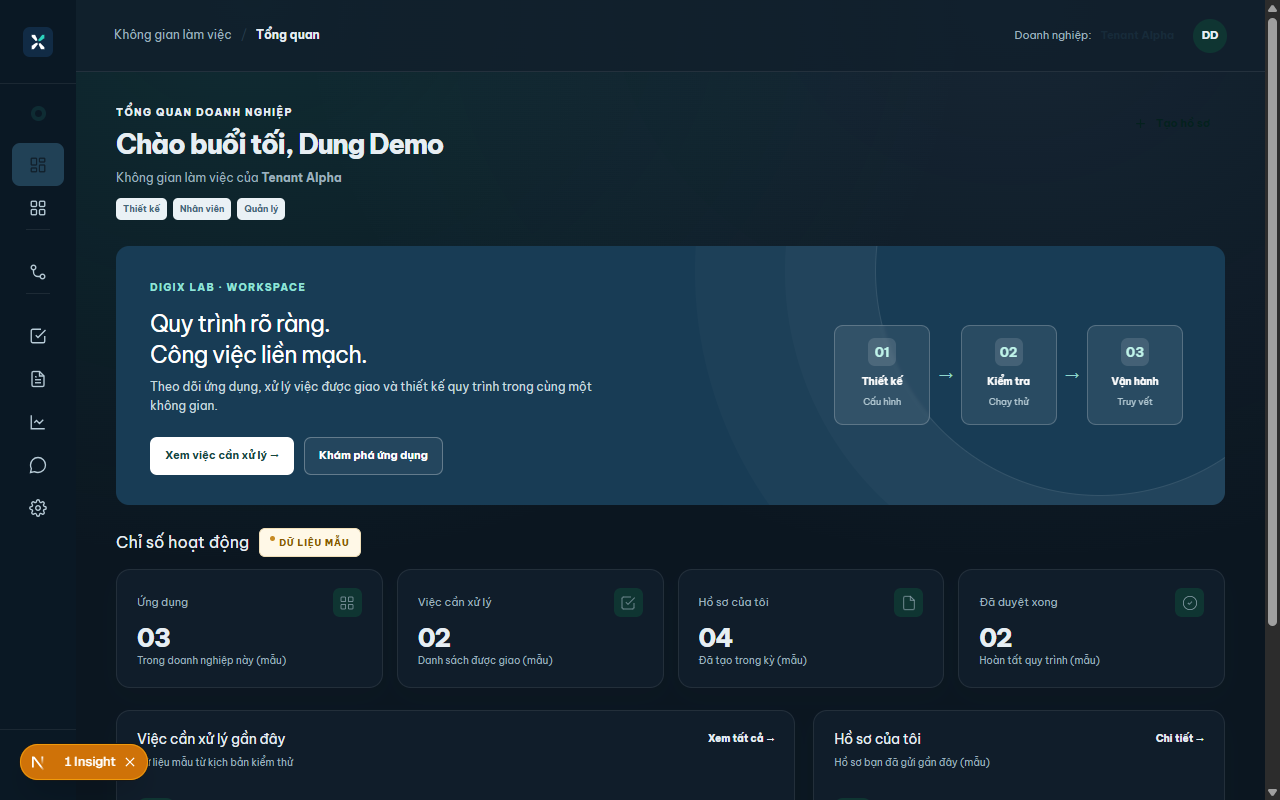 Không gian làm việc / Tổng quan
Doanh nghiệp: Tenant Alpha
DD
TỔNG QUAN DOANH NGHIỆP
Chào buổi tối, Dung Demo
Không gian làm việc của Tenant Alpha
Thiết kế
Nhân viên
Quản lý
DIGIX LAB · WORKSPACE
Quy trình rõ ràng.
Công việc liền mạch.
Theo dõi ứng dụng, xử lý việc được giao và thiết kế quy trình trong cùng một
không gian.
Xem việc cần xử lý →
Khám phá ứng dụng
01
Thiết kế
Cấu hình
→
02
Kiểm tra
Chạy thử
→
03
Vận hành
Truy vết
Chỉ số hoạt động
DỮ LIỆU MẪU
Ứng dụng
03
Trong doanh nghiệp này (mẫu)
Việc cần xử lý
02
Danh sách được giao (mẫu)
Hồ sơ của tôi
04
Đã tạo trong kỳ (mẫu)
Đã duyệt xong
02
Hoàn tất quy trình (mẫu)
Việc cần xử lý gần đây
Xem tất cả →
liệu mẫu từ kịch bản kiểm thử
Hồ sơ của tôi
Chi tiết →
Hồ sơ bạn đã gửi gần đây (mẫu)
N 1 Insight